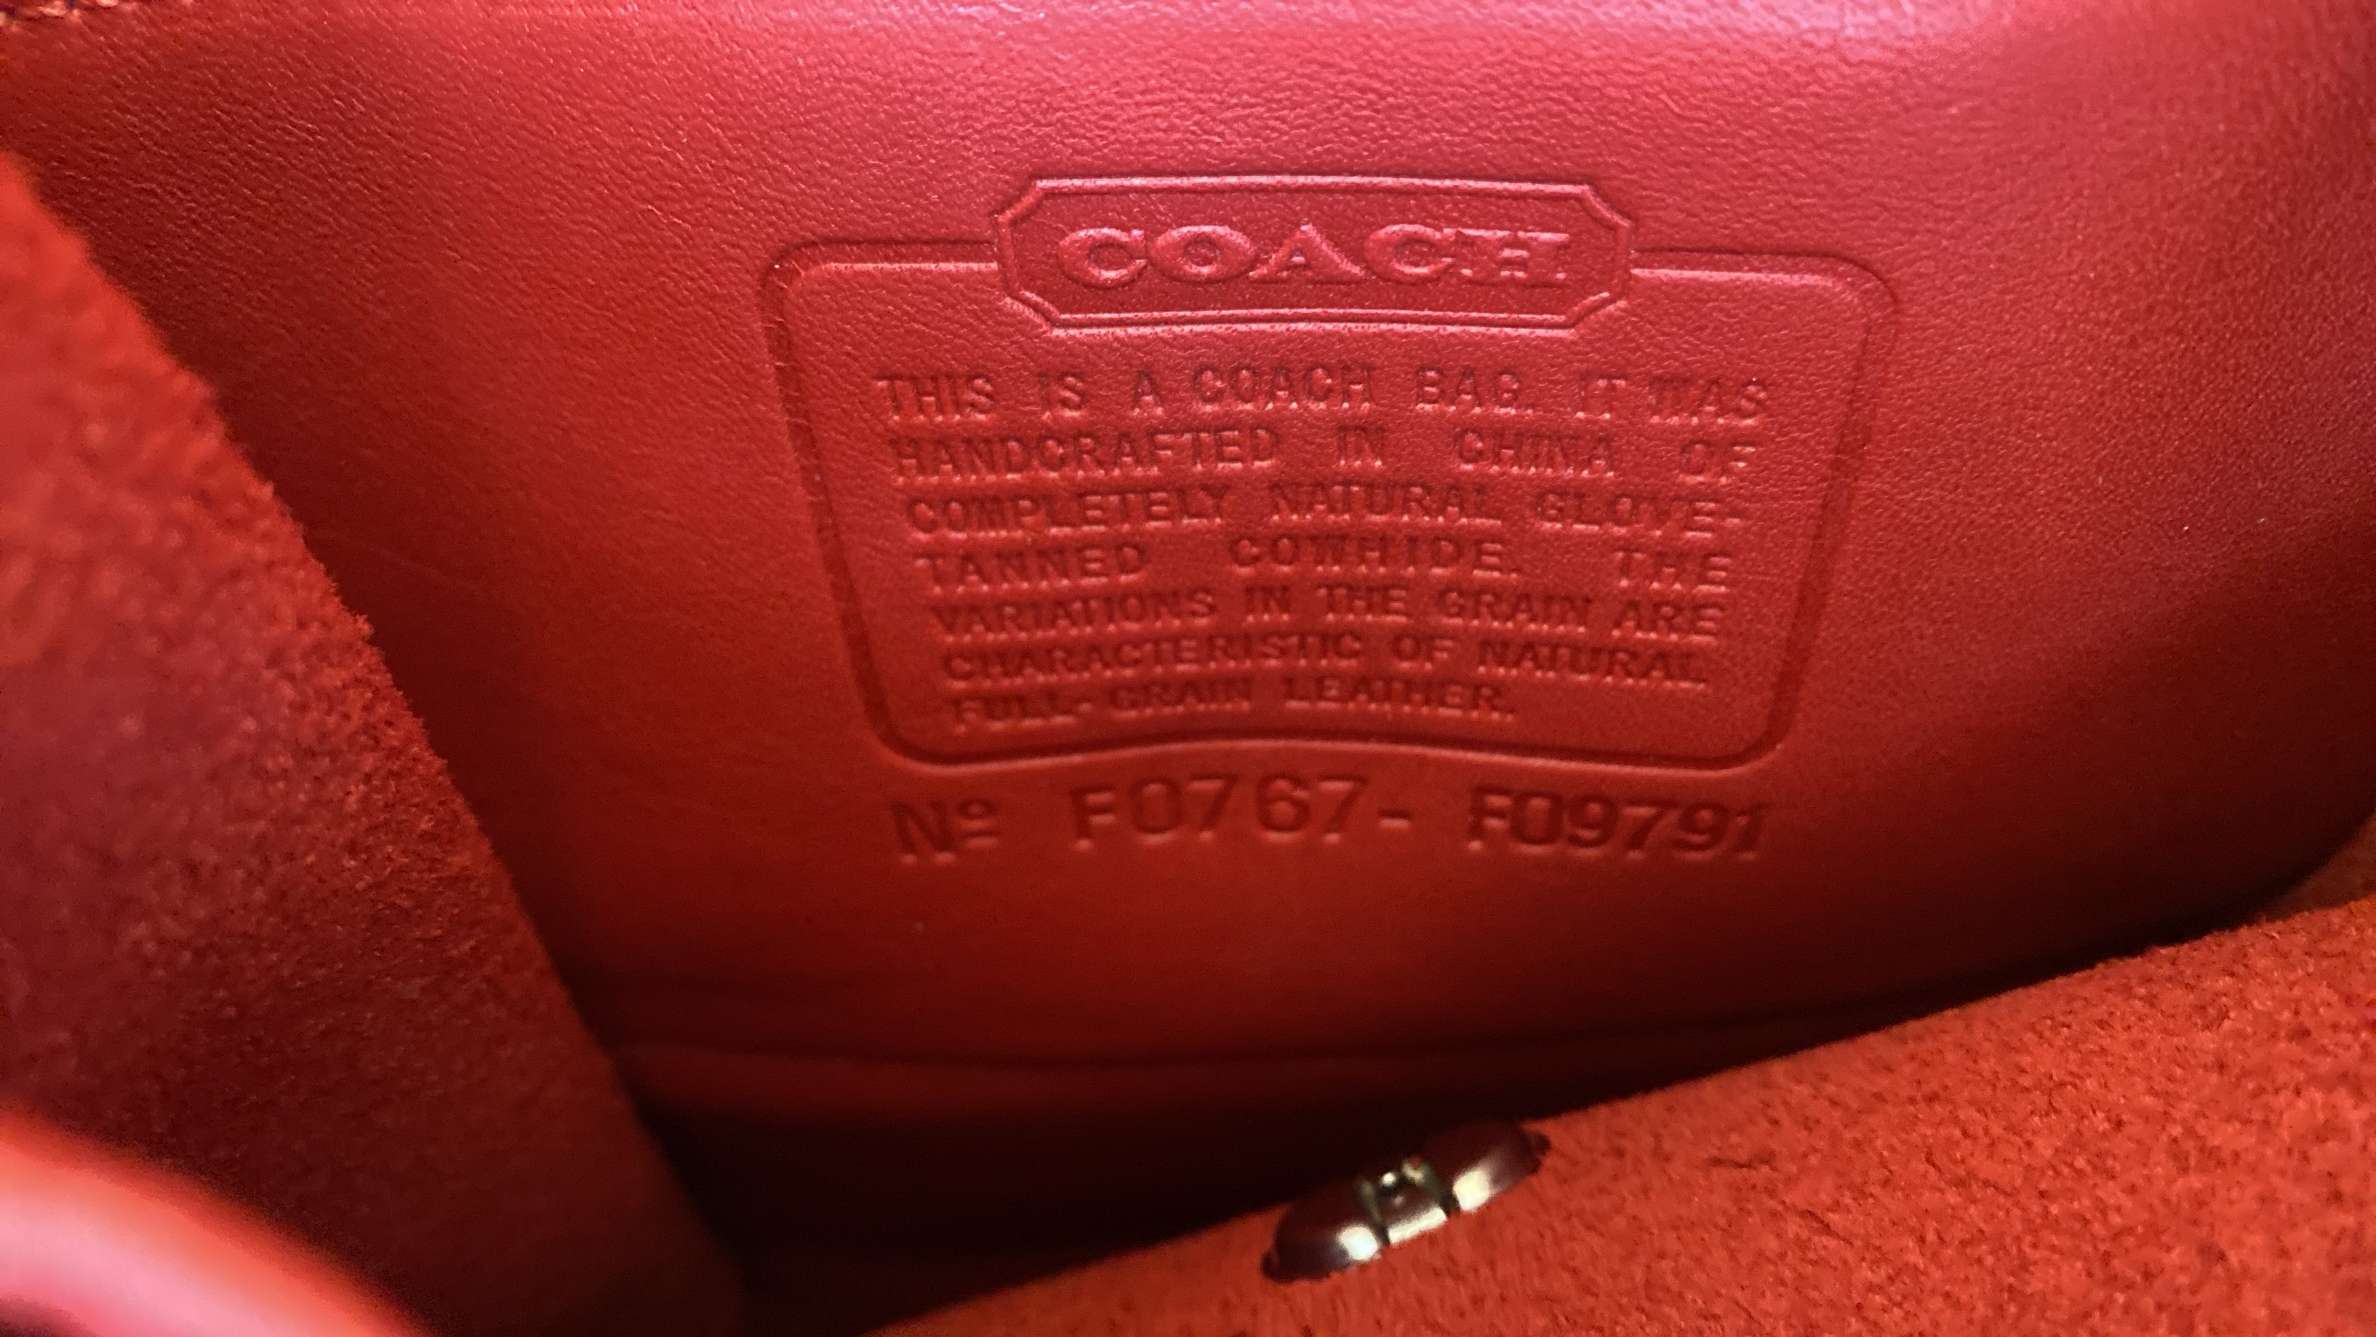 COACH
THIS IS A COACH BAG. IT WAS
HANDCRAFTED IN CHINA OF
COMPLETELY NATURAL GLOVE-
TANNED COWHIDE. THE
VARIATIONS IN THE GRAIN ARE
CHARACTERISTIC OF NATURAL
FULL-GRAIN LEATHER.
Nº F0767- F09791